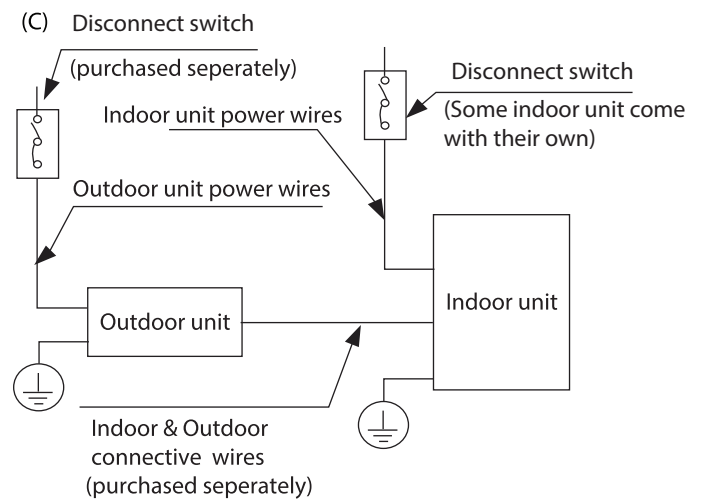 (C) Disconnect switch
(purchased seperately)
Disconnect switch
(Some indoor unit come
with their own)
Indoor unit power wires
Outdoor unit power wires
Indoor unit
Outdoor unit
Indoor & Outdoor
connective wires
(purchased seperately)